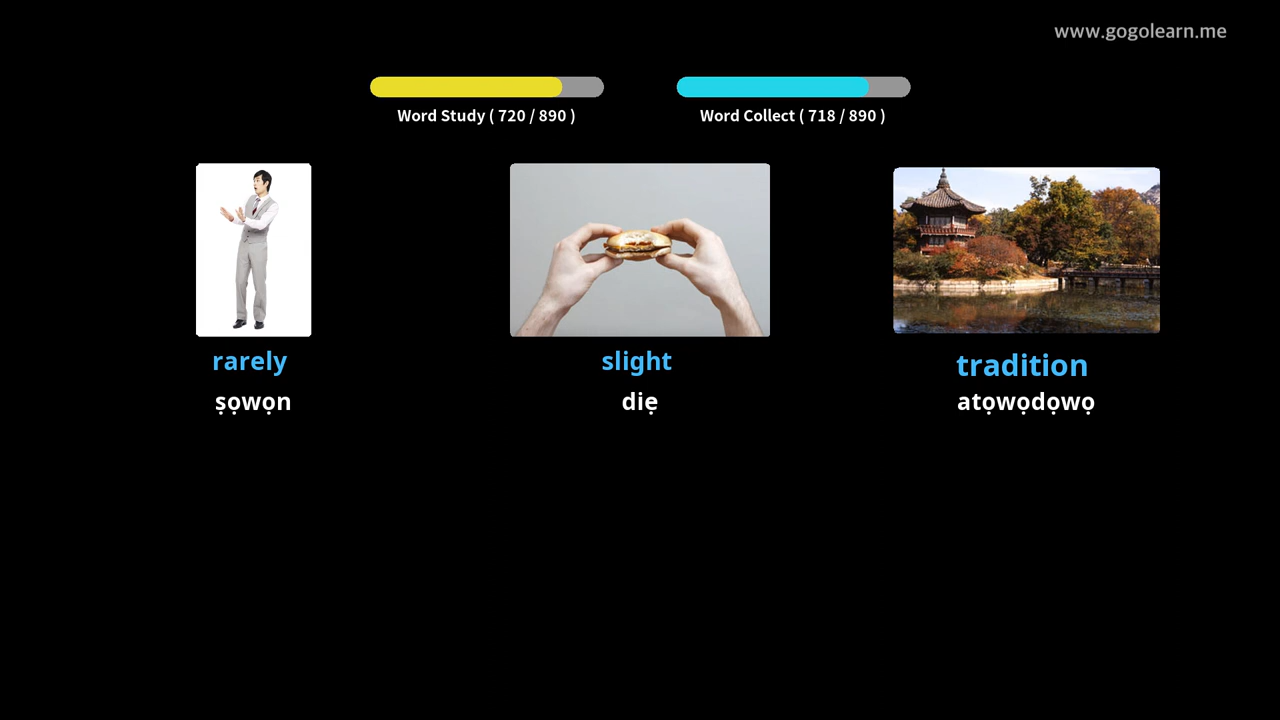 www.gogolearn.me
Word Study ( 720 / 890 )
Word Collect ( 718 / 890 )
rarely
ṣọwọn
slight
diẹ
tradition
atọwọdọwọ